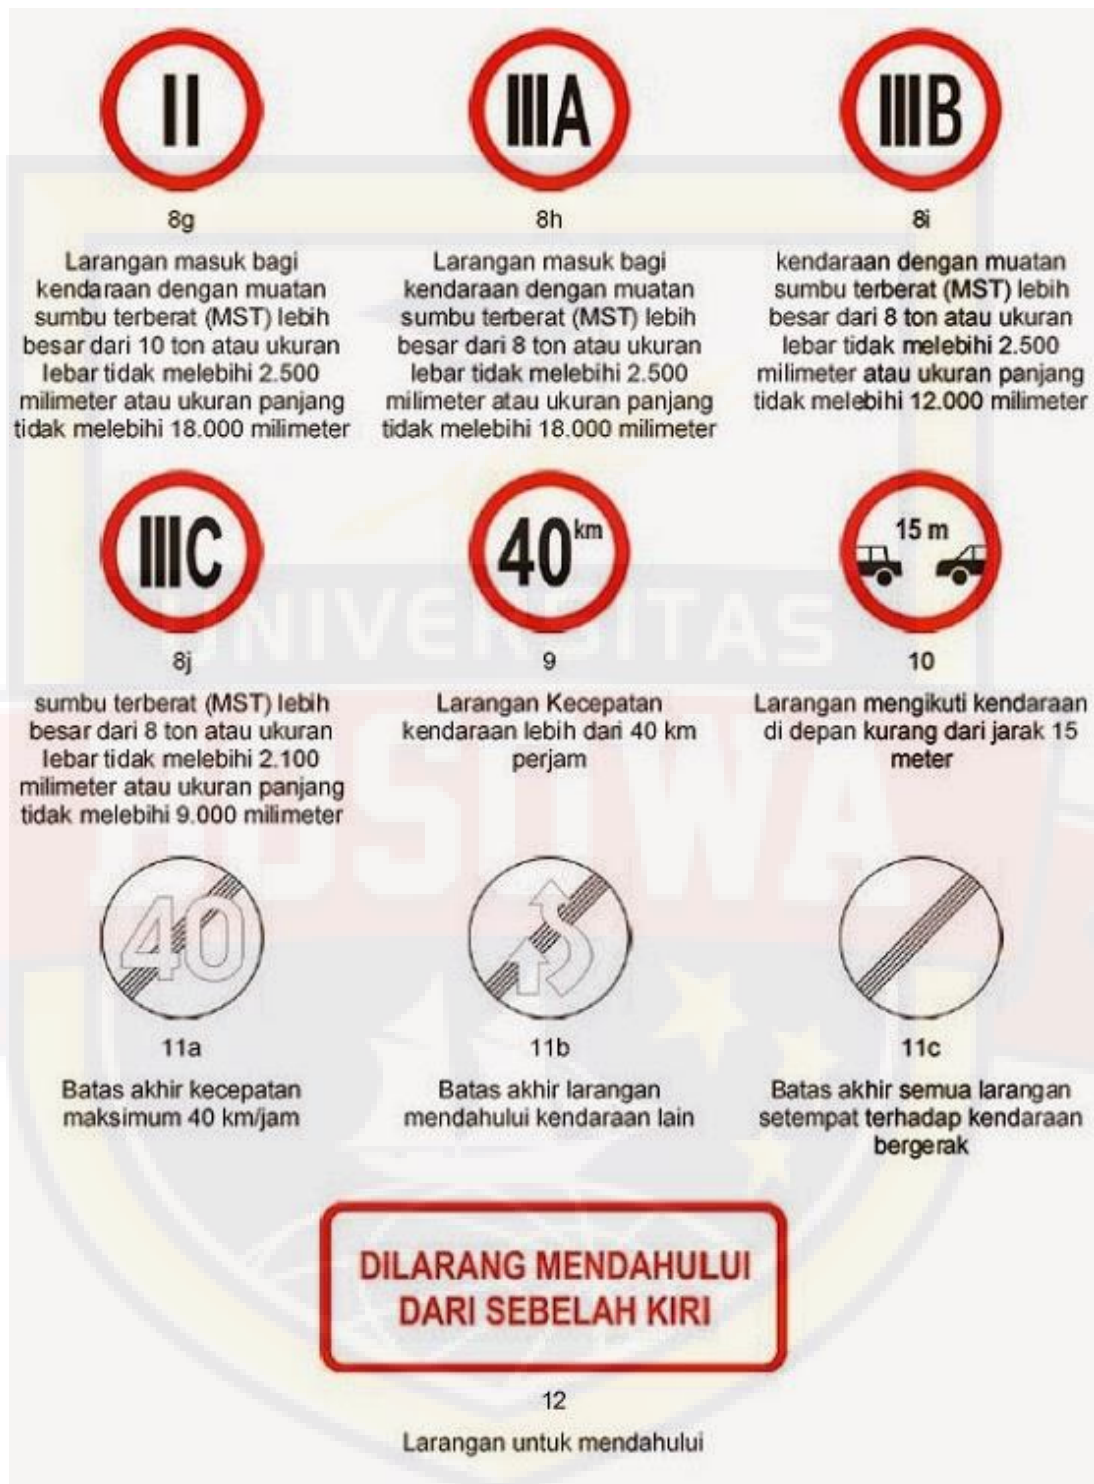 II
IIIA
IIIB
8g
8h
8i
Larangan masuk bagi
kendaraan dengan muatan
sumbu terberat (MST) lebih
besar dari 10 ton atau ukuran
lebar tidak melebihi 2.500
milimeter atau ukuran panjang
tidak melebihi 18.000 milimeter
Larangan masuk bagi
kendaraan dengan muatan
sumbu terberat (MST) lebih
besar dari 8 ton atau ukuran
lebar tidak melebihi 2.500
milimeter atau ukuran panjang
tidak melebihi 18.000 milimeter
kendaraan dengan muatan
sumbu terberat (MST) lebih
besar dari 8 ton atau ukuran
lebar tidak melebihi 2.500
milimeter atau ukuran panjang
tidak melebihi 12.000 milimeter
IIIC
40 km
15 m
8j
9
10
sumbu terberat (MST) lebih
besar dari 8 ton atau ukuran
lebar tidak melebihi 2.100
milimeter atau ukuran panjang
tidak melebihi 9.000 milimeter
Larangan Kecepatan
kendaraan lebih dari 40 km
perjam
Larangan mengikuti kendaraan
di depan kurang dari jarak 15
meter
UNIVERSITAS
BOSOWA
40
11a
11b
11c
Batas akhir kecepatan
maksimum 40 km/jam
Batas akhir larangan
mendahului kendaraan lain
Batas akhir semua larangan
setempat terhadap kendaraan
bergerak
DILARANG MENDAHULUI
DARI SEBELAH KIRI
12
Larangan untuk mendahului